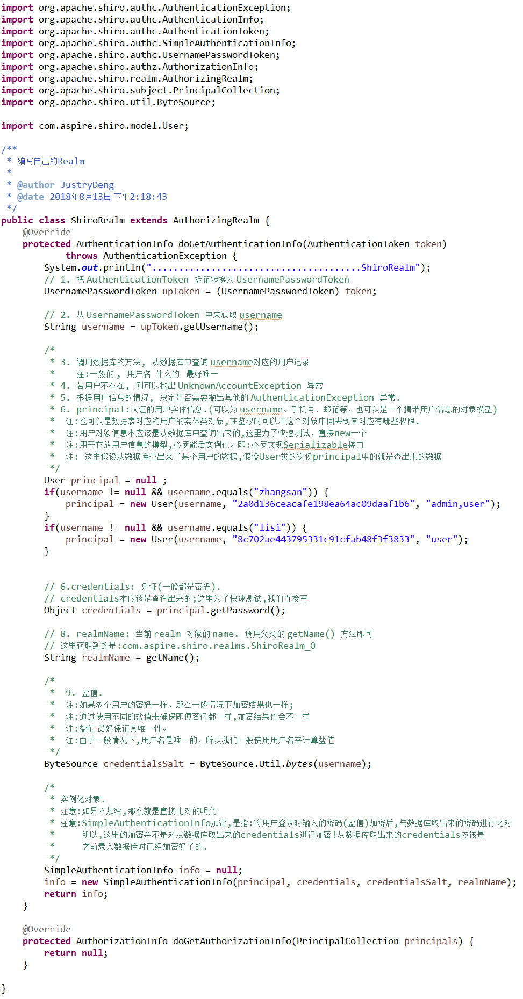 import org.apache.shiro.authc.AuthenticationException;
import org.apache.shiro.authc.AuthenticationInfo;
import org.apache.shiro.authc.AuthenticationToken;
import org.apache.shiro.authc.SimpleAuthenticationInfo;
import org.apache.shiro.authc.UsernamePasswordToken;
import org.apache.shiro.authz.AuthorizationInfo;
import org.apache.shiro.realm.AuthorizingRealm;
import org.apache.shiro.subject.PrincipalCollection;
import org.apache.shiro.util.ByteSource;

import com.aspire.shiro.model.User;

/**
 * 编写自己的Realm
 *
 * @author JustryDeng
 * @date 2018年8月13日 下午2:18:43
 */
public class ShiroRealm extends AuthorizingRealm {
    @Override
    protected AuthenticationInfo doGetAuthenticationInfo(AuthenticationToken token)
            throws AuthenticationException {
        System.out.println(".......................................ShiroRealm");
        // 1. 把 AuthenticationToken 拆箱转换为 UsernamePasswordToken
        UsernamePasswordToken upToken = (UsernamePasswordToken) token;

        // 2. 从 UsernamePasswordToken 中来获取 username
        String username = upToken.getUsername();

        /*
         * 3. 调用数据库的方法, 从数据库中查询 username对应的用户记录
         *    注:一般的 , 用户名 什么的  最好唯一
         * 4. 若用户不存在, 则可以抛出 UnknownAccountException 异常
         * 5. 根据用户信息的情况, 决定是否需要抛出其他的 AuthenticationException 异常.
         * 6. principal:认证的用户实体信息.(可以为 username、手机号、邮箱等，也可以是一个携带用户信息的对象模型)
         *  注:也可以是数据表对应的用户的实体类对象,在鉴权时可以冲这个对象中回去到其对应有哪些权限.
         *  注:用户对象信息本应该是从数据库中查询出来的,这里为了快速测试，直接new一个
         *  注:用于存放用户信息的模型,必须能后实例化。即:必须实现Serializable接口
         *  注: 这里假设从数据库查出来了某个用户的数据,假设User类的实例principal中的就是查出来的数据
         */
        User principal = null ;
        if(username != null && username.equals("zhangsan")) {
            principal = new User(username, "2a0d136ceacafe198ea64ac09daaf1b6", "admin,user");
        }
        if(username != null && username.equals("lisi")) {
            principal = new User(username, "8c702ae443795331c91cfab48f3f3833", "user");
        }


        // 6.credentials: 凭证(一般都是密码).
        // credentials本应该是查询出来的;这里为了快速测试,我们直接写
        Object credentials = principal.getPassword();

        // 8. realmName: 当前 realm 对象的 name. 调用父类的 getName() 方法即可
        // 这里获取到的是:com.aspire.shiro.realms.ShiroRealm_0
        String realmName = getName();

        /*
         *  9. 盐值.
         *  注:如果多个用户的密码一样，那么一般情况下加密结果也一样;
         *  注:通过使用不同的盐值来确保即便密码都一样,加密结果也会不一样
         *  注:盐值 最好保证其唯一性。
         *  注:由于一般情况下,用户名是唯一的，所以我们一般使用用户名来计算盐值
         */
        ByteSource credentialsSalt = ByteSource.Util.bytes(username);

        /*
         * 实例化对象.
         * 注意:如果不加密,那么就是直接比对的明文
         * 注意:SimpleAuthenticationInfo加密,是指:将用户登录时输入的密码(盐值)加密后,与数据库取出来的密码进行比对
         *     所以,这里的加密并不是对从数据库取出来的credentials进行加密!从数据库取出来的credentials应该是
         *     之前录入数据库时已经加密好了的.
         */
        SimpleAuthenticationInfo info = null;
        info = new SimpleAuthenticationInfo(principal, credentials, credentialsSalt, realmName);
        return info;
    }

    @Override
    protected AuthorizationInfo doGetAuthorizationInfo(PrincipalCollection principals) {
        return null;
    }

}